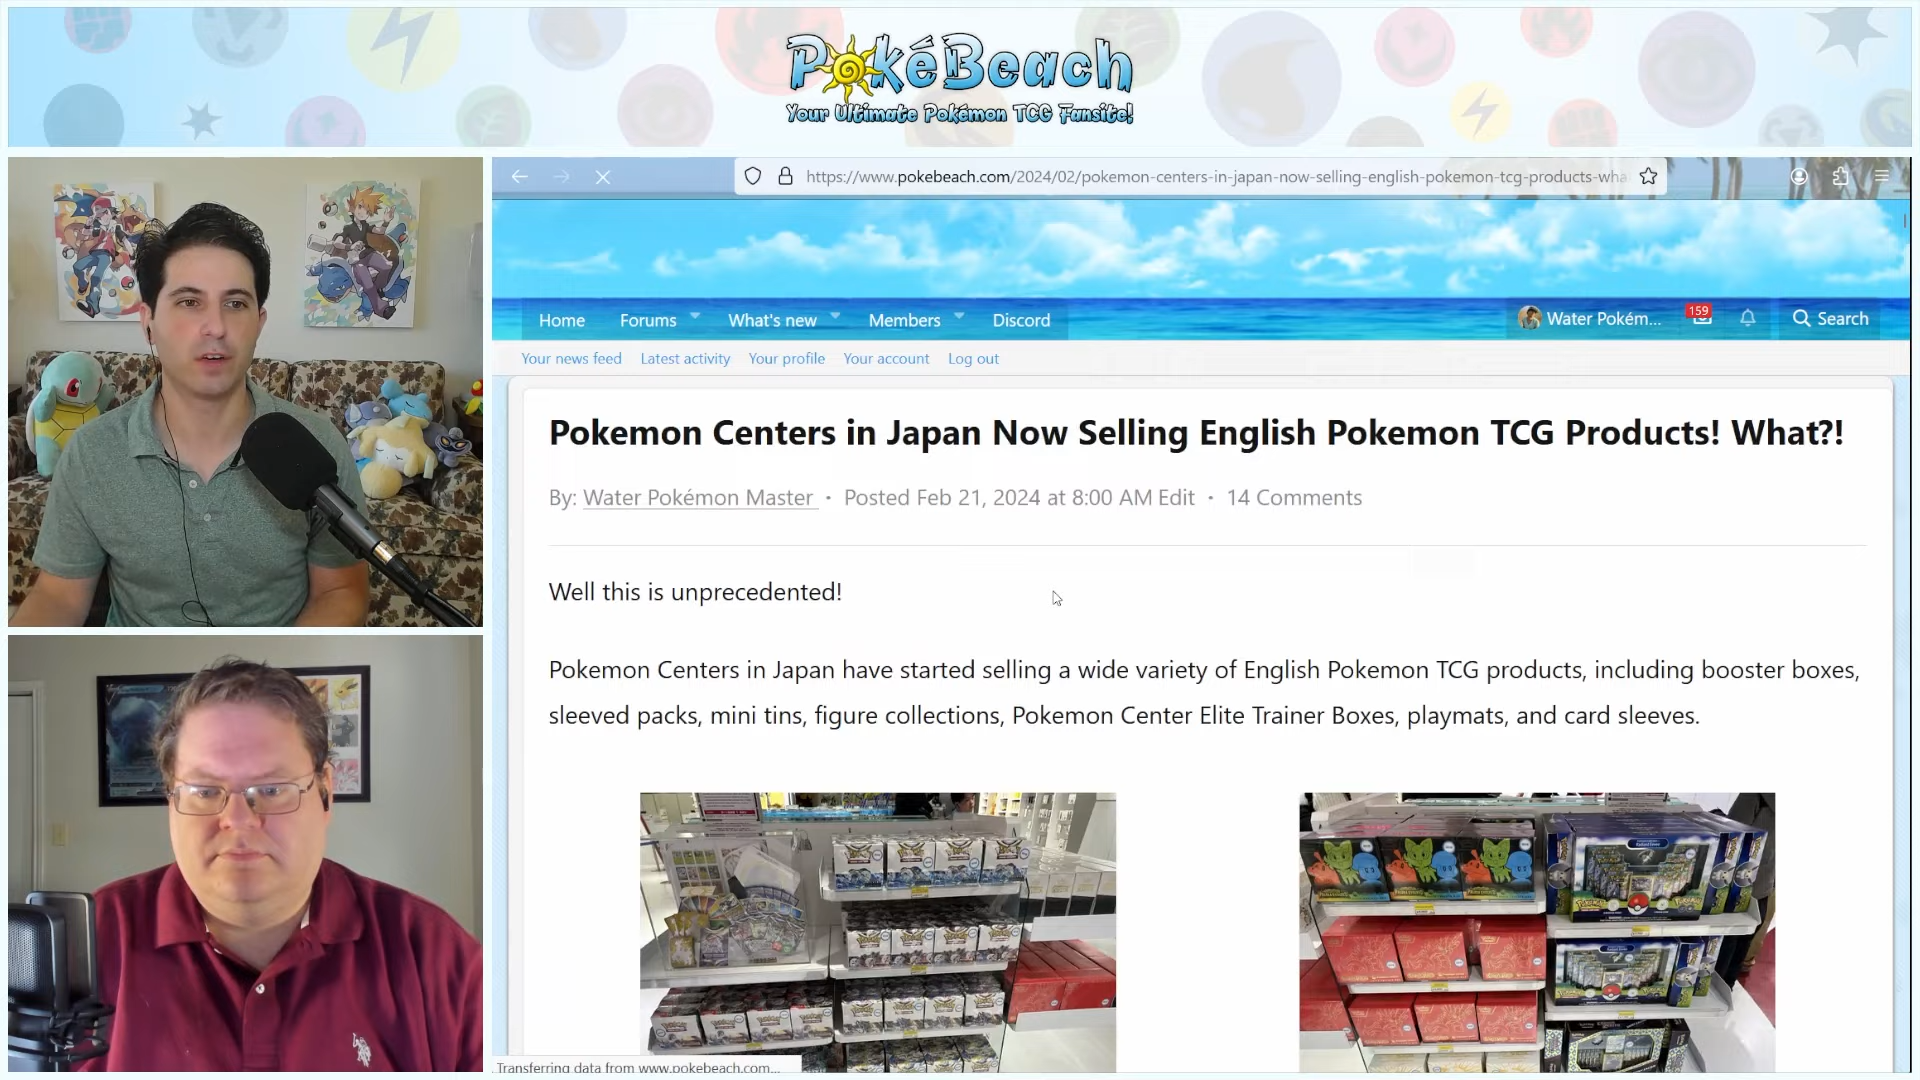 PokéBeach
Your Ultimate Pokémon TCG Fansite!
https://www.pokebeach.com/2024/02/pokemon-centers-in-japan-now-selling-english-pokemon-tcg-products-wha
Home Forums What's new Members Discord
Water Pokém... 159 Search
Your news feed Latest activity Your profile Your account Log out
Pokemon Centers in Japan Now Selling English Pokemon TCG Products! What?!
By: Water Pokémon Master · Posted Feb 21, 2024 at 8:00 AM Edit · 14 Comments
Well this is unprecedented!
Pokemon Centers in Japan have started selling a wide variety of English Pokemon TCG products, including booster boxes,
sleeved packs, mini tins, figure collections, Pokemon Center Elite Trainer Boxes, playmats, and card sleeves.
Transferring data from www.pokebeach.com...